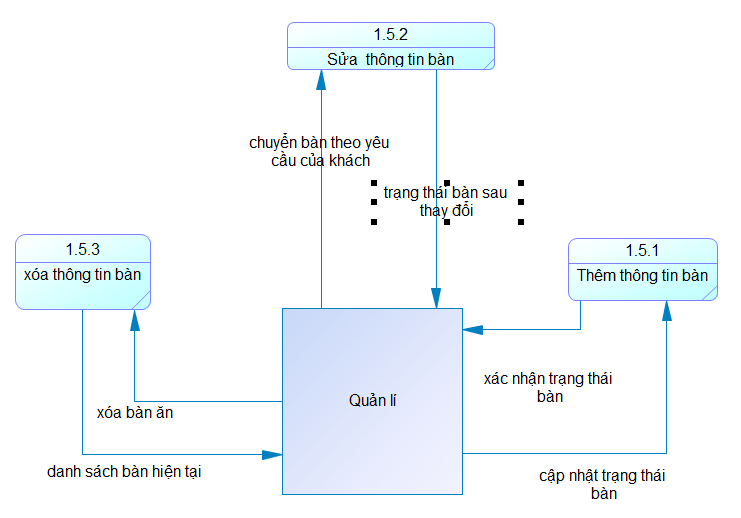 1.5.2
Sửa thông tin bàn
chuyển bàn theo yêu
cầu của khách
trạng thái bàn sau
thay đổi
1.5.3
xóa thông tin bàn
1.5.1
Thêm thông tin bàn
Quản lí
xác nhận trạng thái
bàn
xóa bàn ăn
danh sách bàn hiện tại
cập nhật trạng thái
bàn